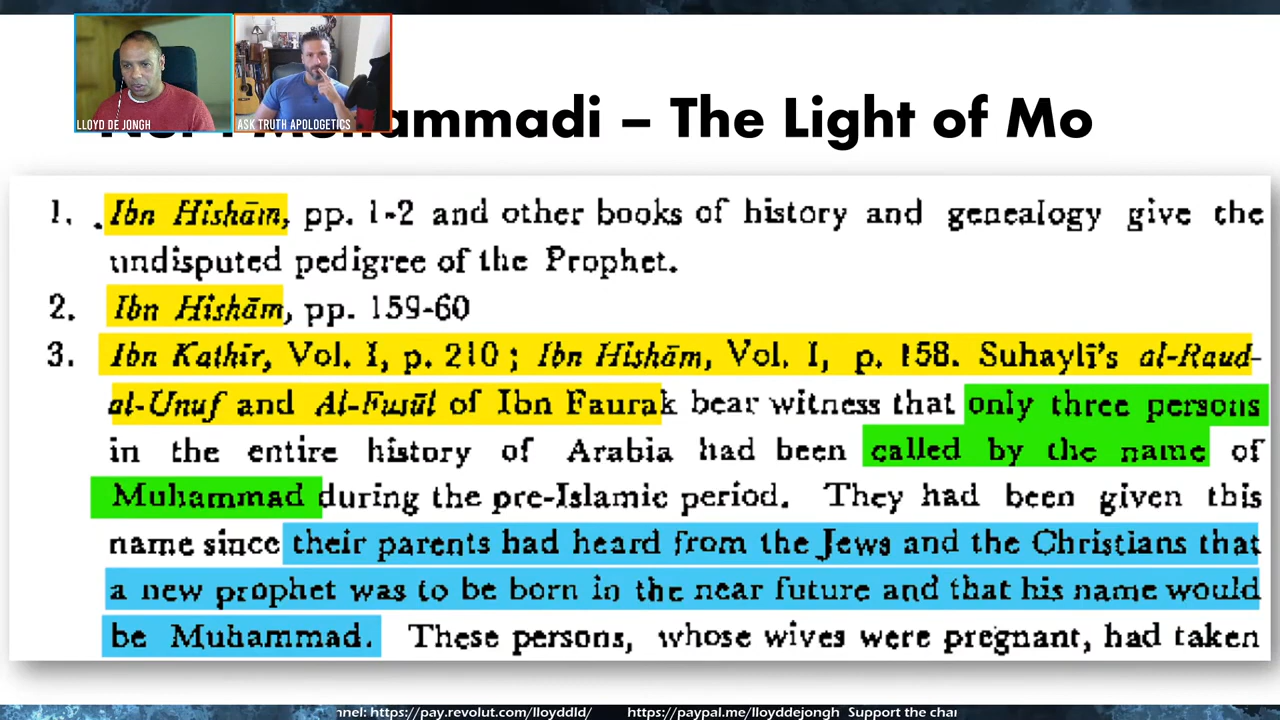 LLOYD DE JONGH
ASK TRUTH APOLOGETICS
ammadi – The Light of Mo
1. Ibn Hishām, pp. 1-2 and other books of history and genealogy give the
undisputed pedigree of the Prophet.
2. Ibn Hishām, pp. 159-60
3. Ibn Kathīr, Vol. I, p. 210 ; Ibn Hishām, Vol. I, p. 158. Suhaylī's al-Raud-
al-Unuf and Al-Fusūl of Ibn Faurak bear witness that only three persons
in the entire history of Arabia had been called by the name of
Muhammad during the pre-Islamic period. They had been given this
name since their parents had heard from the Jews and the Christians that
a new prophet was to be born in the near future and that his name would
be Muhammad. These persons, whose wives were pregnant, had taken
nnel: https://pay.revolut.com/lloyddld/ https://paypal.me/lloyddejongh Support the chan